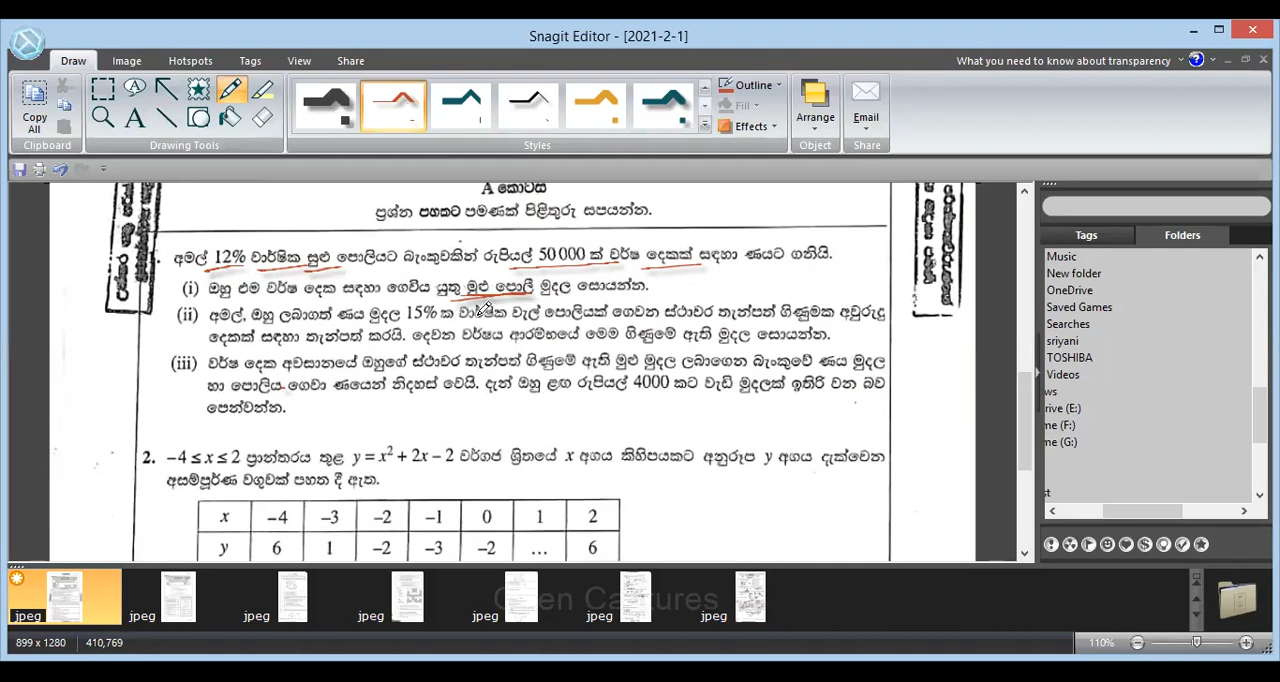 Snagit Editor - [2021-2-1]
Draw Image Hotspots Tags View Share
What you need to know about transparency
Copy All
Clipboard
Drawing Tools
Styles
Outline
Fill
Effects
Arrange
Object
Email
Share
A කොටස
ප්‍රශ්න පහකට පමණක් පිළිතුරු සපයන්න.
අමල් 12% වාර්ෂික සුළු පොලියට බැංකුවකින් රුපියල් 50 000 ක් වර්ෂ දෙකක් සඳහා ණයට ගනියි.
(i) ඔහු එම වර්ෂ දෙක සඳහා ගෙවිය යුතු මුළු පොලී මුදල සොයන්න.
(ii) අමල්, ඔහු ලබාගත් ණය මුදල 15% ක වාර්ෂික වැල් පොලියක් ගෙවන ස්ථාවර තැන්පත් ගිණුමක අවුරුදු
දෙකක් සඳහා තැන්පත් කරයි. දෙවන වර්ෂය ආරම්භයේ මෙම ගිණුමේ ඇති මුදල සොයන්න.
(iii) වර්ෂ දෙක අවසානයේ ඔහුගේ ස්ථාවර තැන්පත් ගිණුමේ ඇති මුළු මුදල ලබාගෙන බැංකුවේ ණය මුදල
හා පොලිය ගෙවා ණයෙන් නිදහස් වෙයි. දැන් ඔහු ළඟ රුපියල් 4000 කට වැඩි මුදලක් ඉතිරි වන බව
පෙන්වන්න.
2. −4 ≤ x ≤ 2 ප්‍රාන්තරය තුළ y = x² + 2x − 2 වර්ගජ ශ්‍රිතයේ x අගය කිහිපයකට අනුරූප y අගය දැක්වෙන
අසම්පූර්ණ වගුවක් පහත දී ඇත.
x −4 −3 −2 −1 0 1 2
y 6 1 −2 −3 −2 ... 6
Tags Folders
Music
New folder
OneDrive
Saved Games
Searches
sriyani
TOSHIBA
Videos
ws
rive (E:)
me (F:)
me (G:)
st
Open Captures
jpeg jpeg jpeg jpeg jpeg jpeg jpeg
899 x 1280 410,769
110%